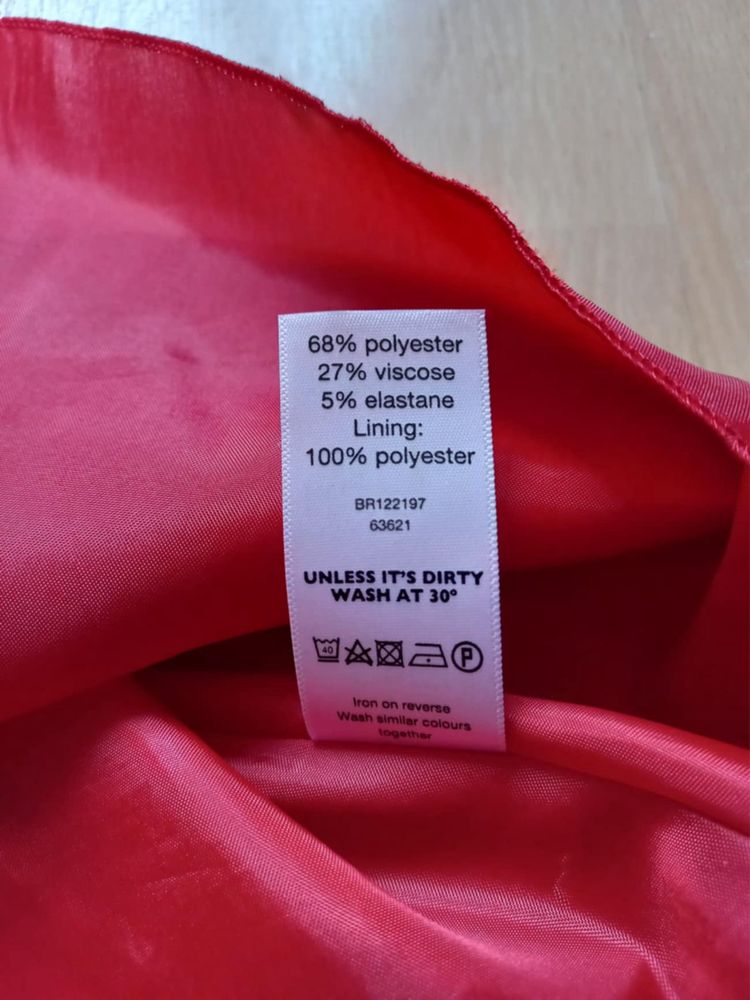 68% polyester
27% viscose
5% elastane
Lining:
100% polyester
BR122197
63621
UNLESS IT'S DIRTY
WASH AT 30°
40 P
Iron on reverse
Wash similar colours
together